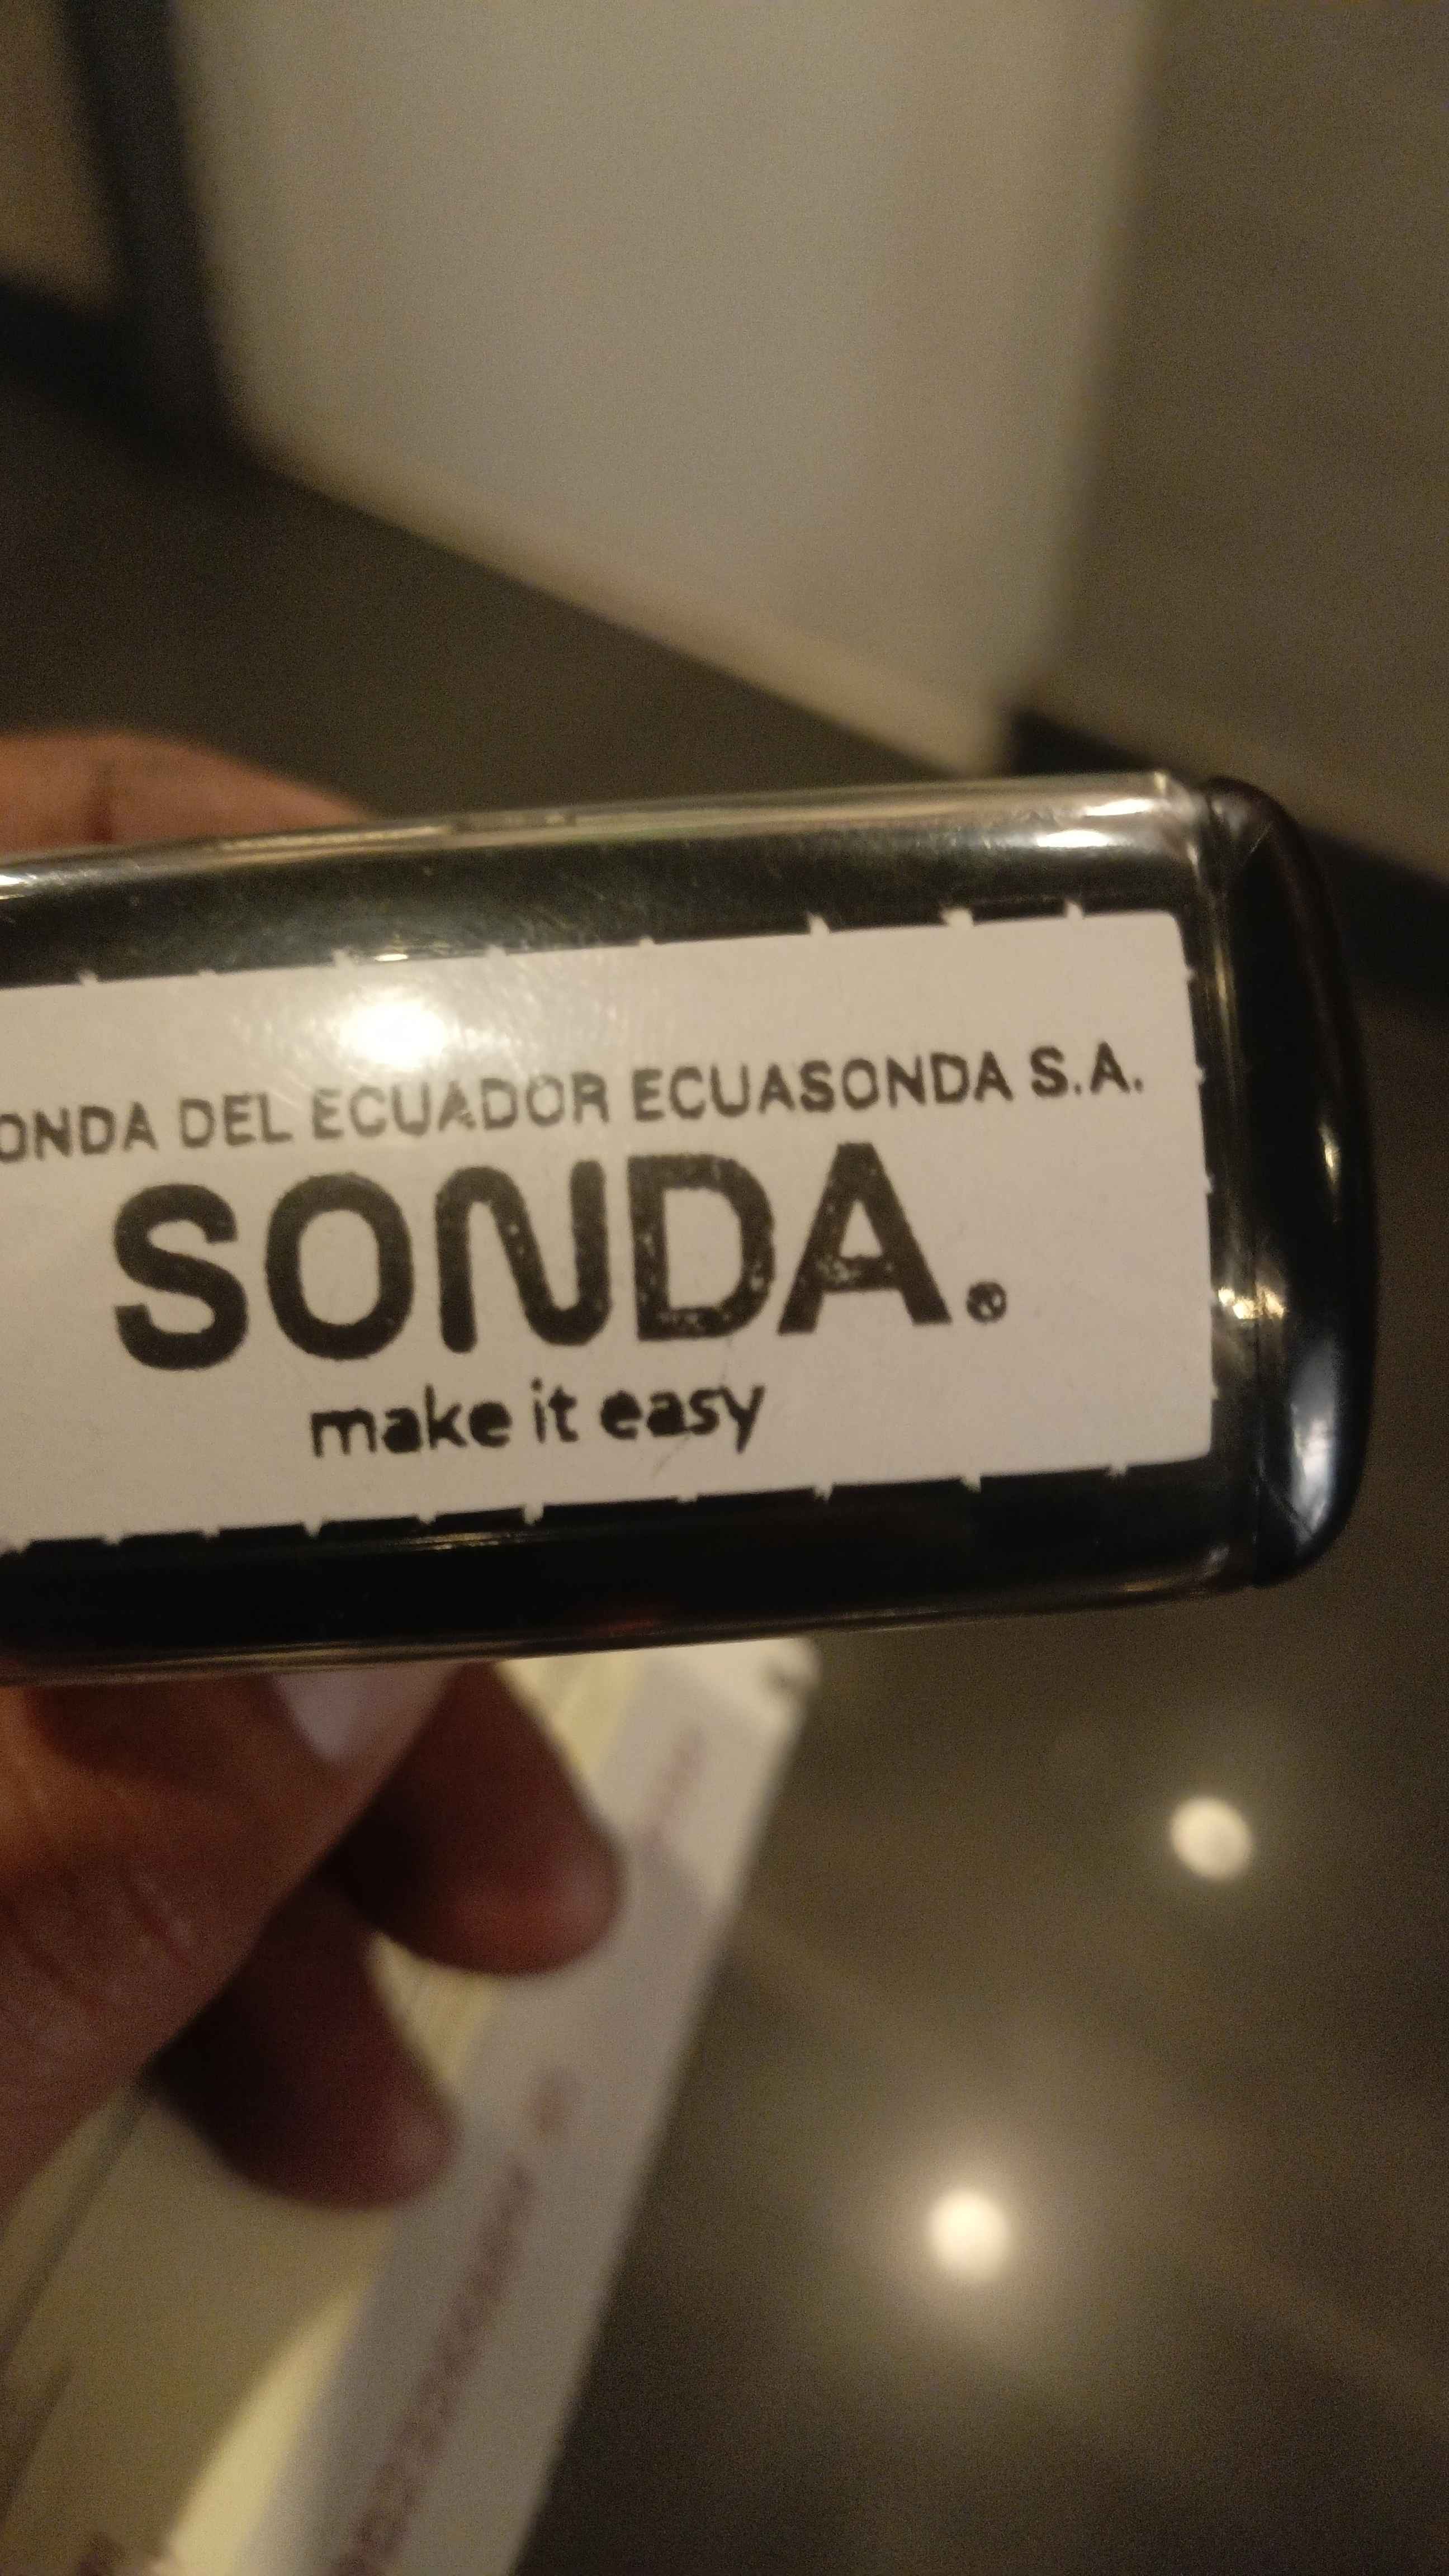 ONDA DEL ECUADOR ECUASONDA S.A.
SONDA.®
make it easy